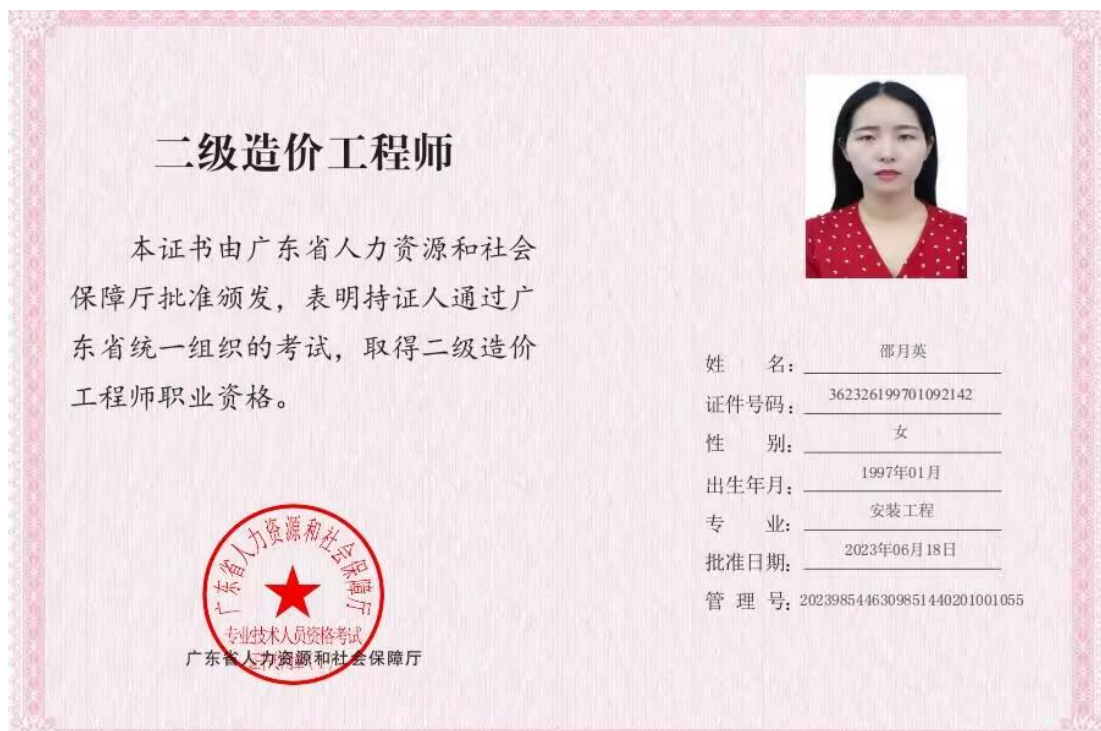 二级造价工程师
本证书由广东省人力资源和社会
保障厅批准颁发，表明持证人通过广
东省统一组织的考试，取得二级造价
工程师职业资格。
广东省人力资源和社会保障厅
专业技术人员资格考试
广东省人力资源和社会保障厅
姓 名：邵月英
证件号码：362326199701092142
性 别：女
出生年月：1997年01月
专 业：安装工程
批准日期：2023年06月18日
管 理 号：20239854463098514402010010​55